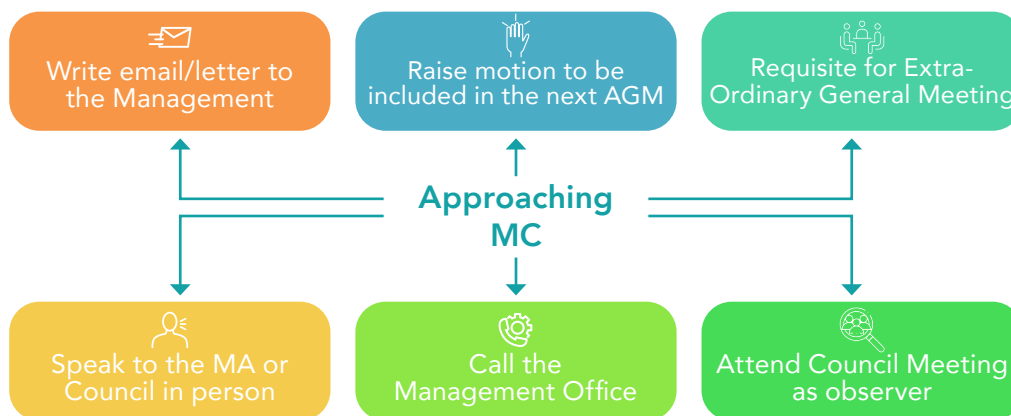 Write email/letter to
the Management
Raise motion to be
included in the next AGM
Requisite for Extra-
Ordinary General Meeting
Approaching
MC
Speak to the MA or
Council in person
Call the
Management Office
Attend Council Meeting
as observer